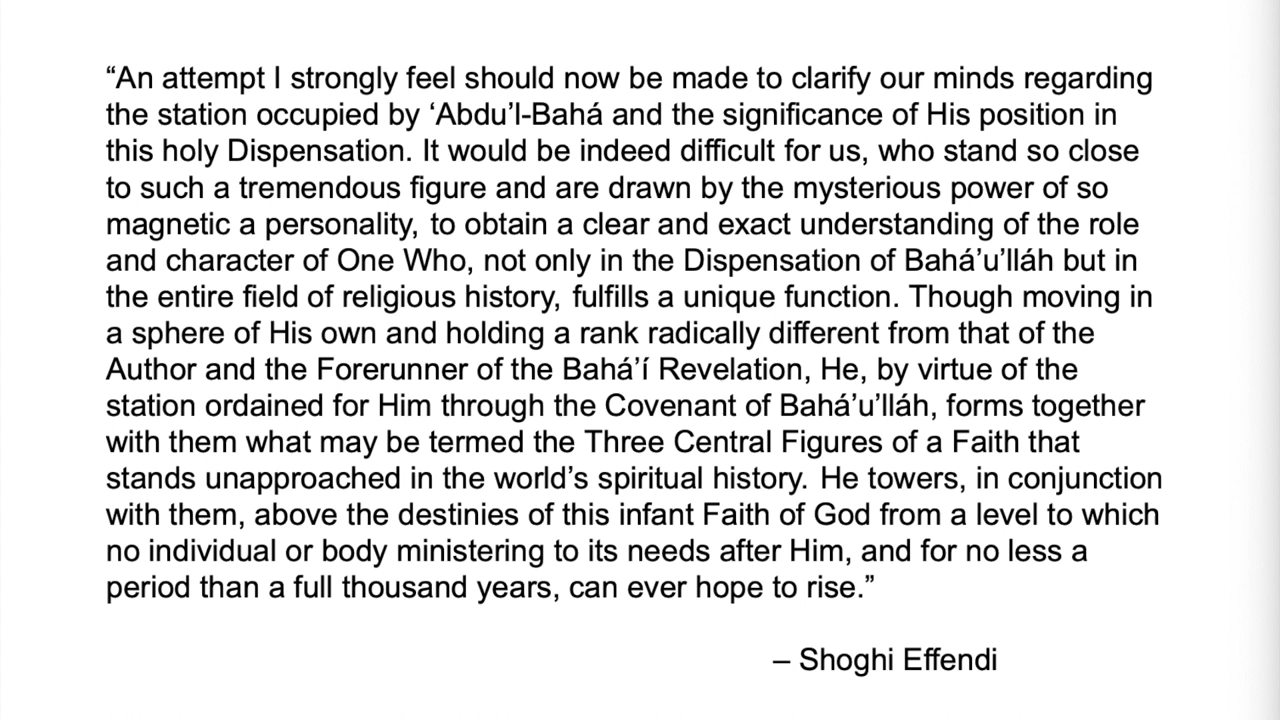 “An attempt I strongly feel should now be made to clarify our minds regarding
the station occupied by ‘Abdu’l-Bahá and the significance of His position in
this holy Dispensation. It would be indeed difficult for us, who stand so close
to such a tremendous figure and are drawn by the mysterious power of so
magnetic a personality, to obtain a clear and exact understanding of the role
and character of One Who, not only in the Dispensation of Bahá’u’lláh but in
the entire field of religious history, fulfills a unique function. Though moving in
a sphere of His own and holding a rank radically different from that of the
Author and the Forerunner of the Bahá’í Revelation, He, by virtue of the
station ordained for Him through the Covenant of Bahá’u’lláh, forms together
with them what may be termed the Three Central Figures of a Faith that
stands unapproached in the world’s spiritual history. He towers, in conjunction
with them, above the destinies of this infant Faith of God from a level to which
no individual or body ministering to its needs after Him, and for no less a
period than a full thousand years, can ever hope to rise.”
– Shoghi Effendi